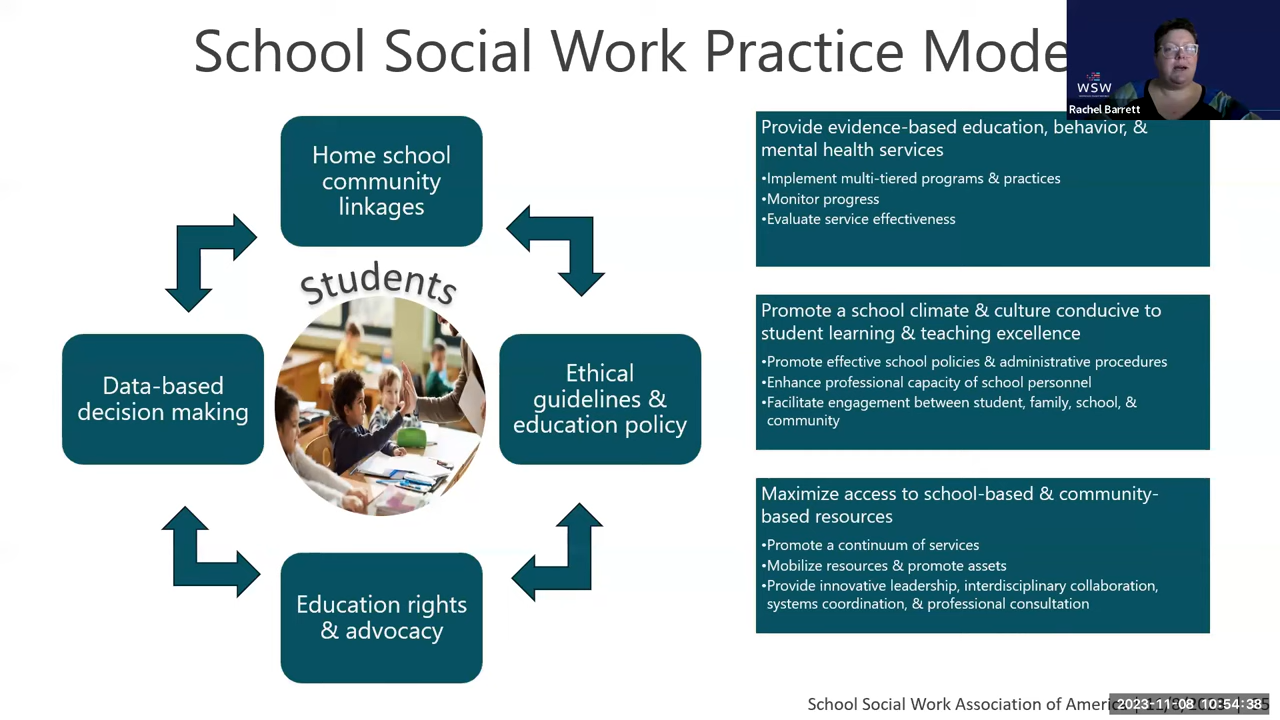 School Social Work Practice Mode
WSW
Rachel Barrett
Home school
community
linkages
Students
Data-based
decision making
Ethical
guidelines &
education policy
Education rights
& advocacy
Provide evidence-based education, behavior, &
mental health services
•Implement multi-tiered programs & practices
•Monitor progress
•Evaluate service effectiveness
Promote a school climate & culture conducive to
student learning & teaching excellence
•Promote effective school policies & administrative procedures
•Enhance professional capacity of school personnel
•Facilitate engagement between student, family, school, &
community
Maximize access to school-based & community-
based resources
•Promote a continuum of services
•Mobilize resources & promote assets
•Provide innovative leadership, interdisciplinary collaboration,
systems coordination, & professional consultation
School Social Work Association of America |
2023-11-08 10:54:38